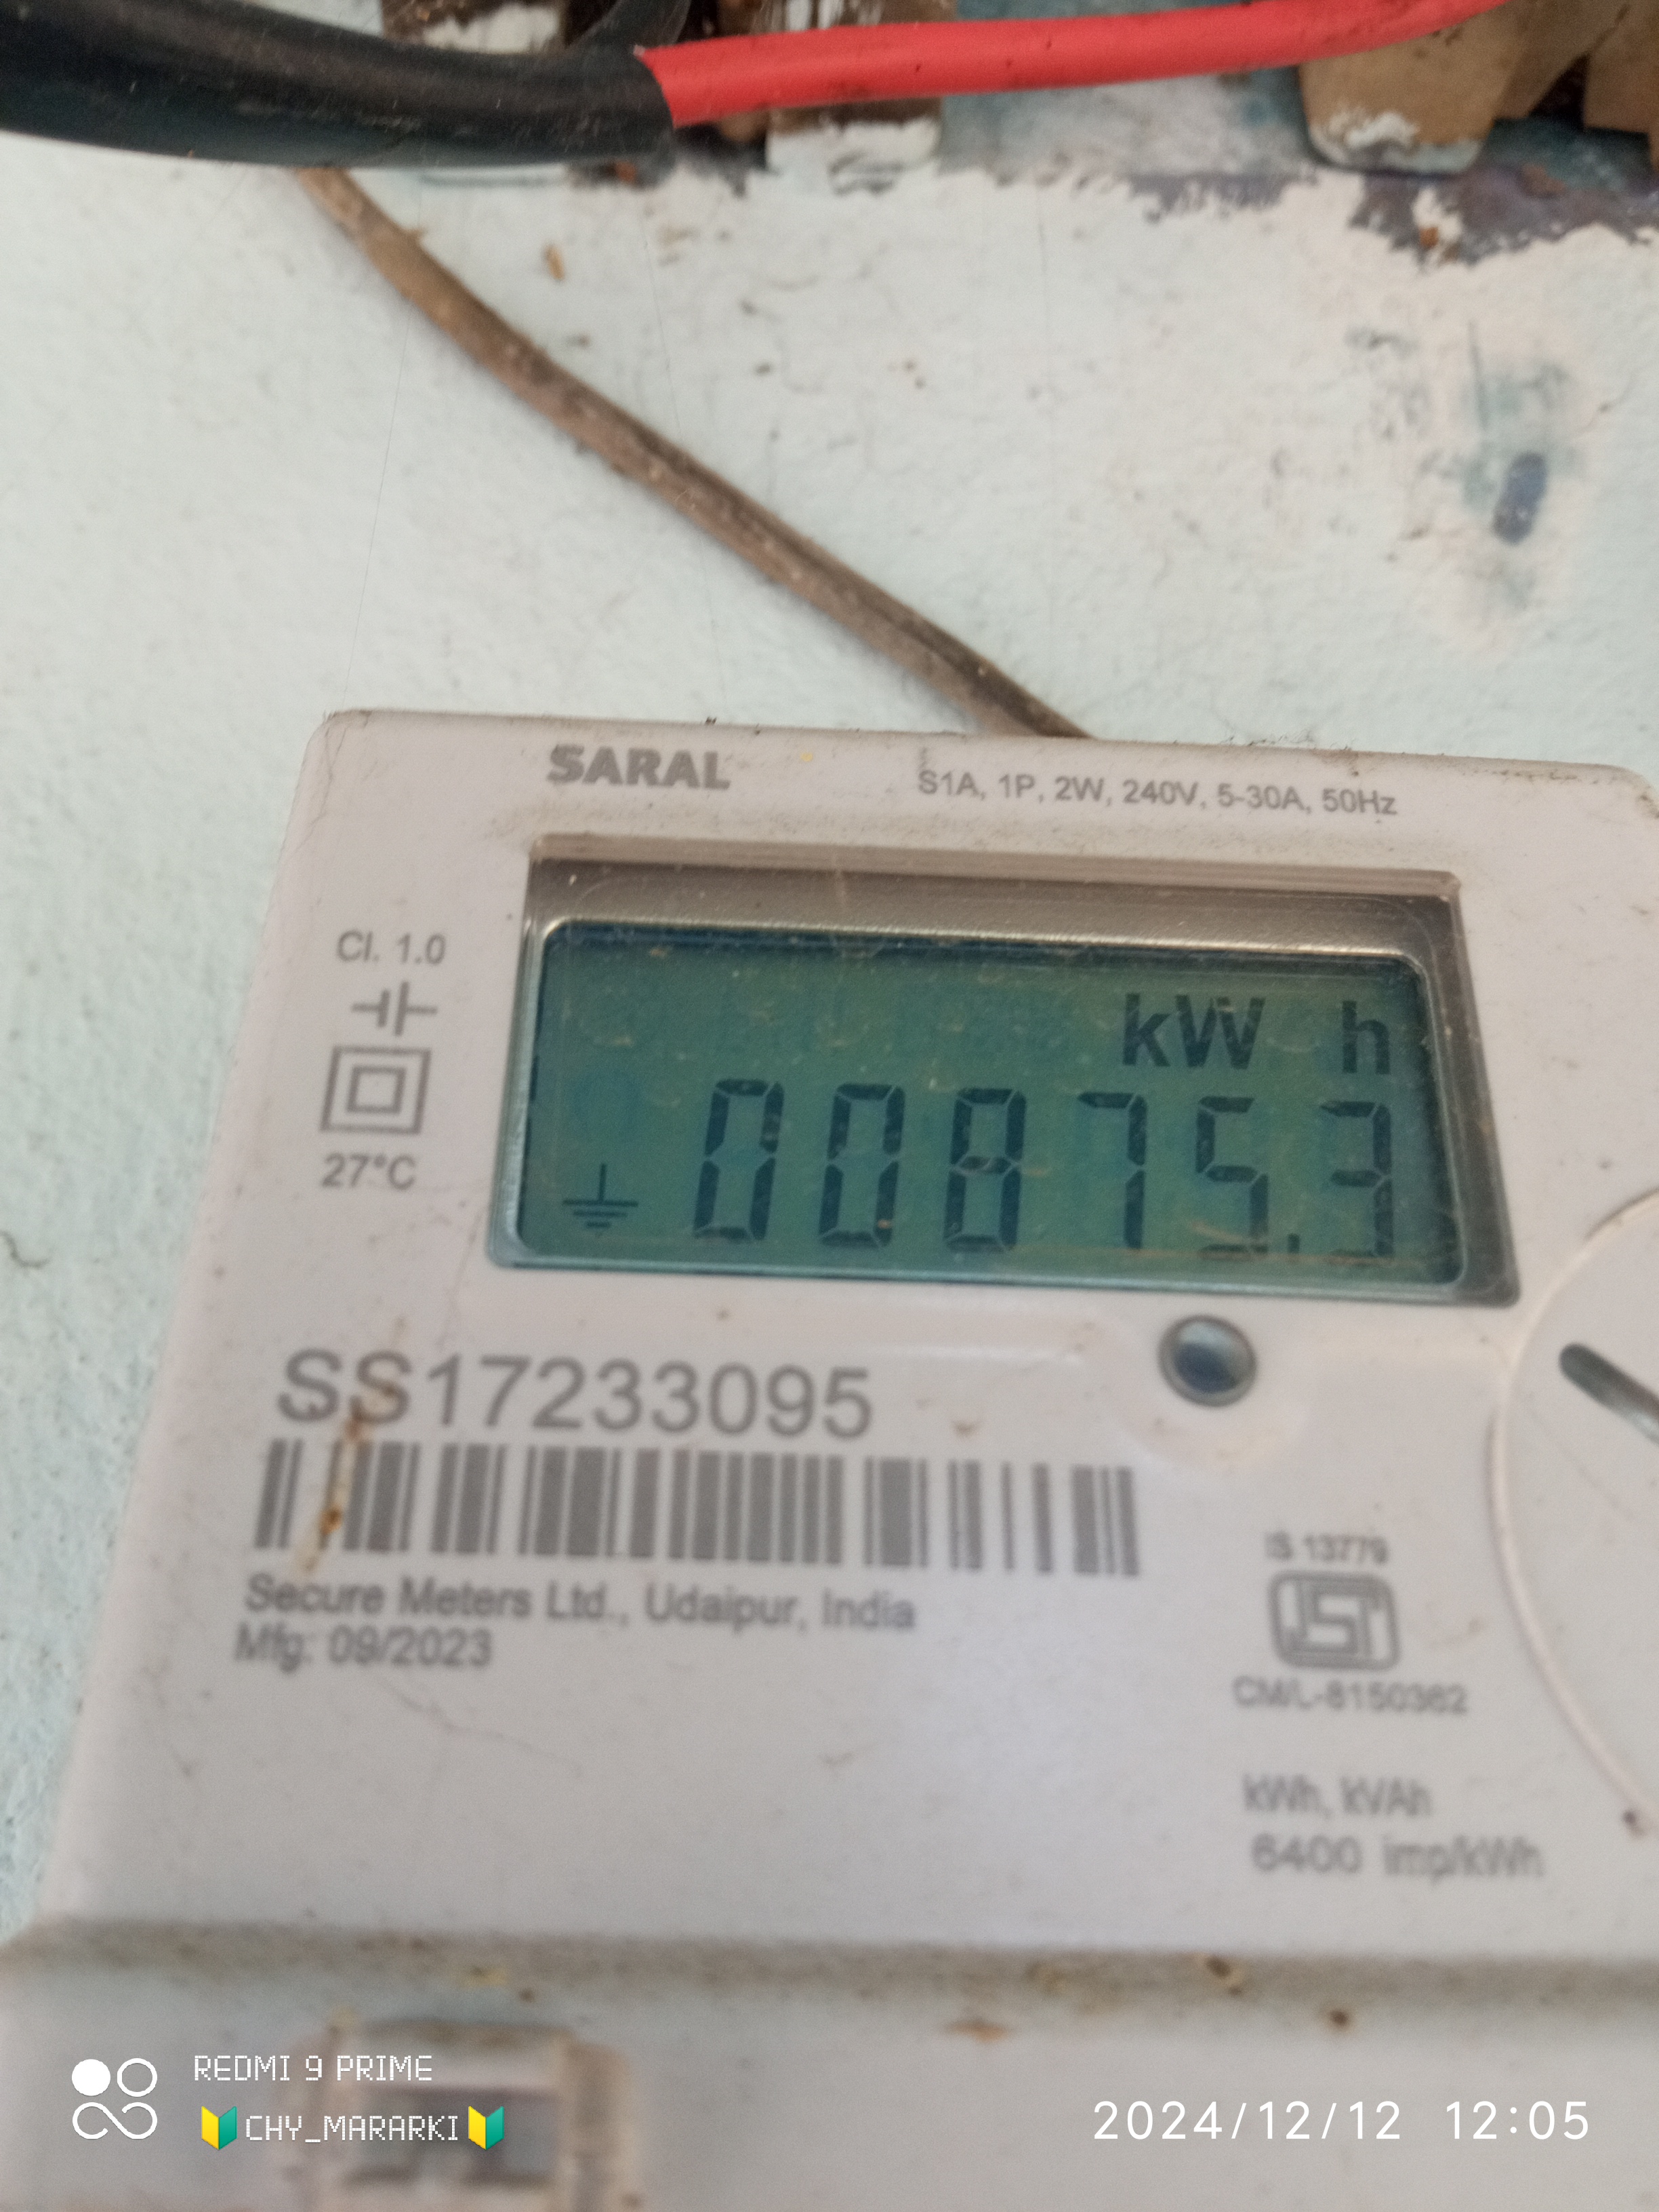 SARAL
S1A, 1P, 2W, 240V, 5-30A, 50Hz
Cl. 1.0
27°C
kW h
00875.3
SS17233095
Secure Meters Ltd., Udaipur, India
Mfg: 09/2023
IS 13779
ISI
CM/L-8150362
kWh, kVAh
6400 imp/kWh
REDMI 9 PRIME
🔰CHY_MARARKI🔰
2024/12/12 12:05